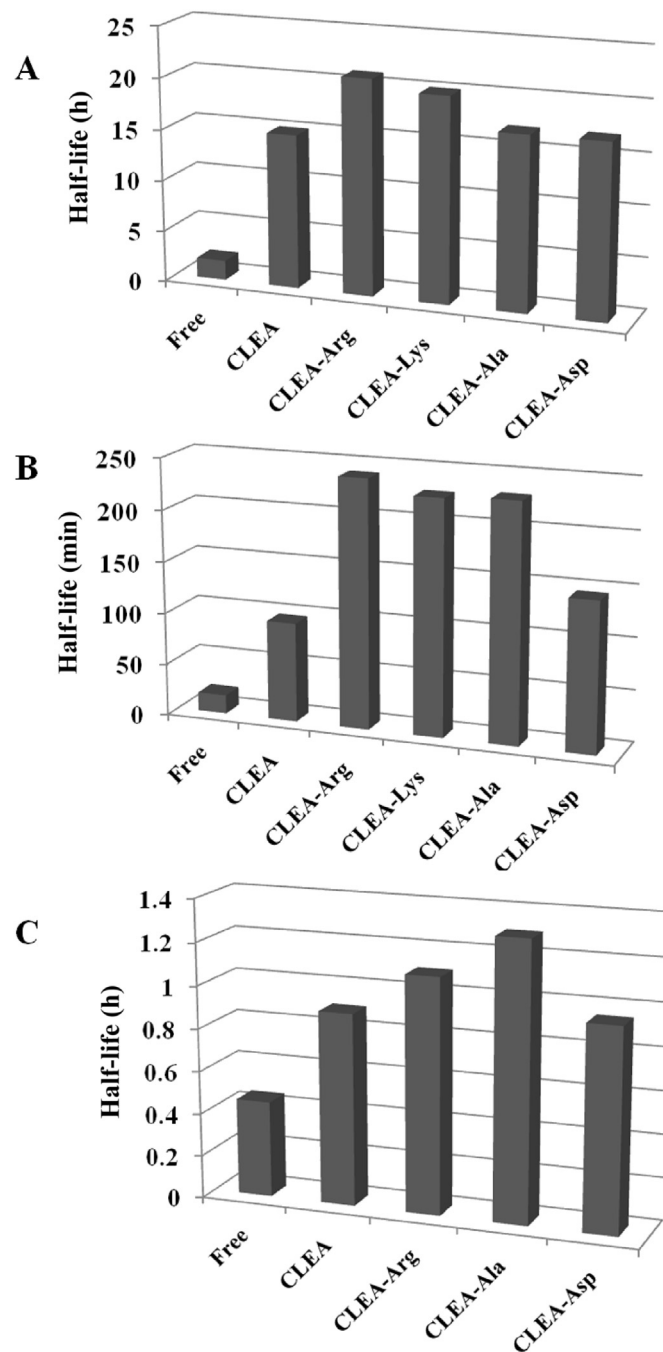 A
Half-life (h)
25
20
15
10
5
0
Free
CLEA
CLEA-Arg
CLEA-Lys
CLEA-Ala
CLEA-Asp
B
Half-life (min)
250
200
150
100
50
0
Free
CLEA
CLEA-Arg
CLEA-Lys
CLEA-Ala
CLEA-Asp
C
Half-life (h)
1.4
1.2
1
0.8
0.6
0.4
0.2
0
Free
CLEA
CLEA-Arg
CLEA-Ala
CLEA-Asp